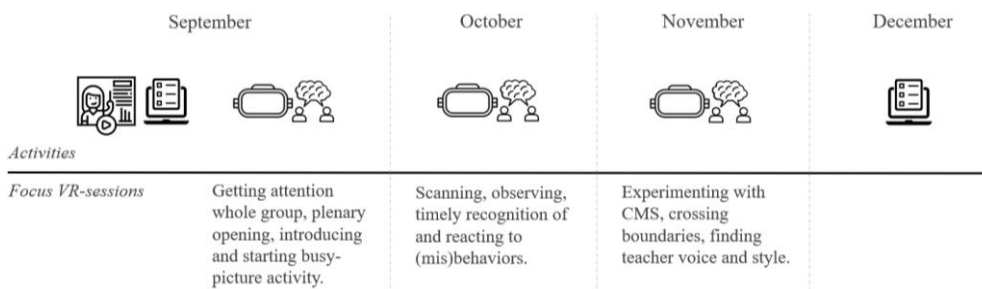 September
October
November
December
Activities
Focus VR-sessions
Getting attention
whole group, plenary
opening, introducing
and starting busy-
picture activity.
Scanning, observing,
timely recognition of
and reacting to
(mis)behaviors.
Experimenting with
CMS, crossing
boundaries, finding
teacher voice and style.